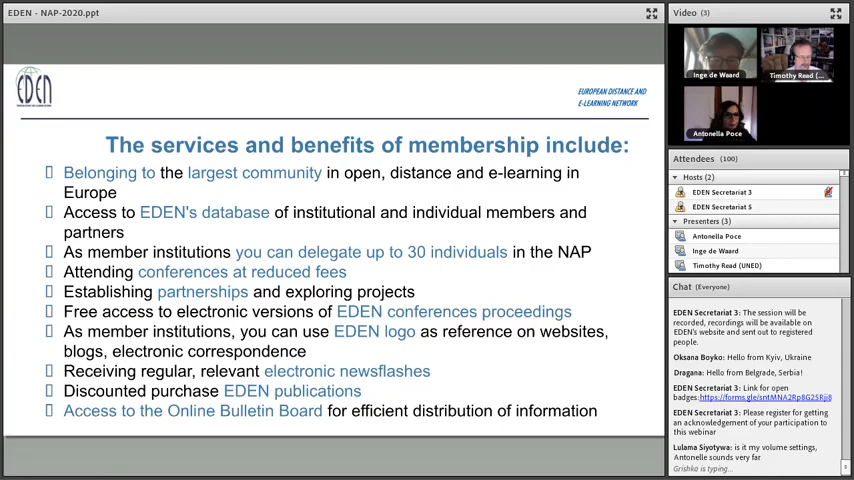 EDEN - NAP-2020.ppt
EDEN
EUROPEAN DISTANCE AND
E-LEARNING NETWORK
The services and benefits of membership include:
Belonging to the largest community in open, distance and e-learning in
Europe
Access to EDEN's database of institutional and individual members and
partners
As member institutions you can delegate up to 30 individuals in the NAP
Attending conferences at reduced fees
Establishing partnerships and exploring projects
Free access to electronic versions of EDEN conferences proceedings
As member institutions, you can use EDEN logo as reference on websites,
blogs, electronic correspondence
Receiving regular, relevant electronic newsflashes
Discounted purchase EDEN publications
Access to the Online Bulletin Board for efficient distribution of information
Video (3)
Inge de Waard
Timothy Read (...
Antonella Poce
Attendees (100)
Hosts (2)
EDEN Secretariat 3
EDEN Secretariat 5
Presenters (3)
Antonella Poce
Inge de Waard
Timothy Read (UNED)
Chat (Everyone)
EDEN Secretariat 3: The session will be
recorded, recordings will be available on
EDEN's website and sent out to registered
people.
Oksana Boyko: Hello from Kyiv, Ukraine
Dragana: Hello from Belgrade, Serbia!
EDEN Secretariat 3: Link for open
EDEN Secretariat 3: Please register for getting
an acknowledgement of your participation to
this webinar
Lulama Siyotywa: is it my volume settings,
Antonelle sounds very far
Grishka is typing...